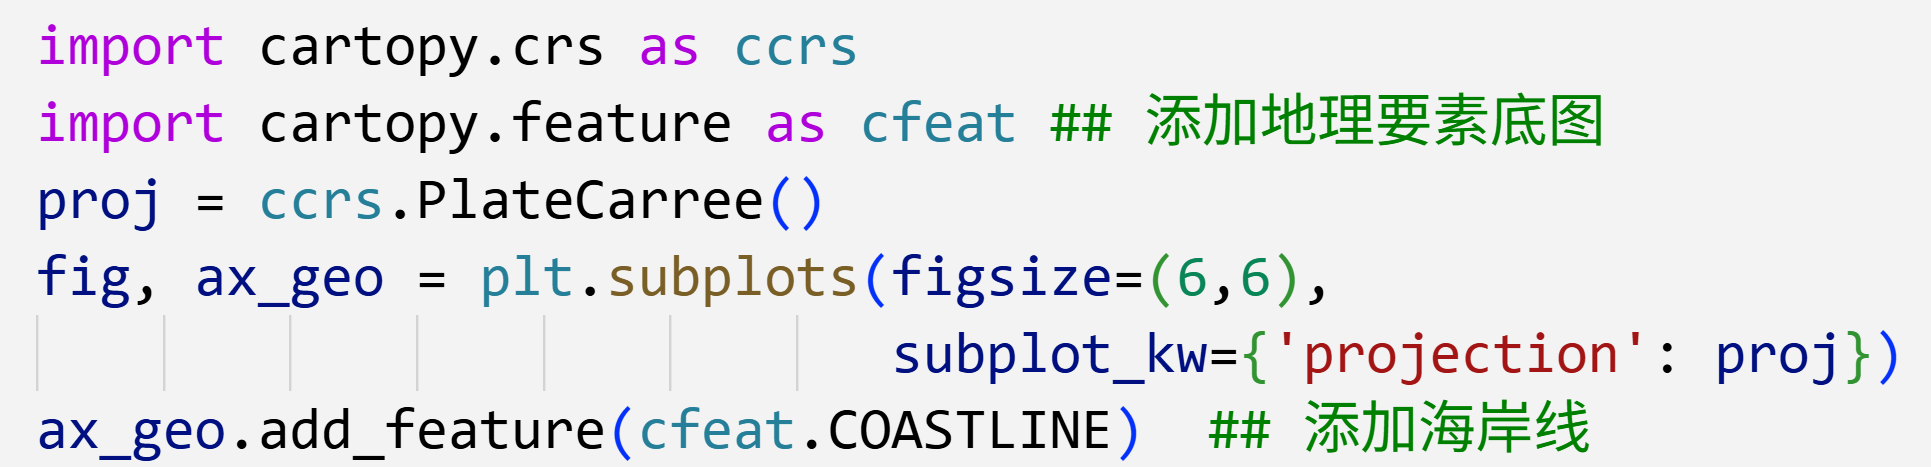 import cartopy.crs as ccrs
import cartopy.feature as cfeat ## 添加地理要素底图
proj = ccrs.PlateCarree()
fig, ax_geo = plt.subplots(figsize=(6,6),
subplot_kw={'projection': proj})
ax_geo.add_feature(cfeat.COASTLINE)  ## 添加海岸线